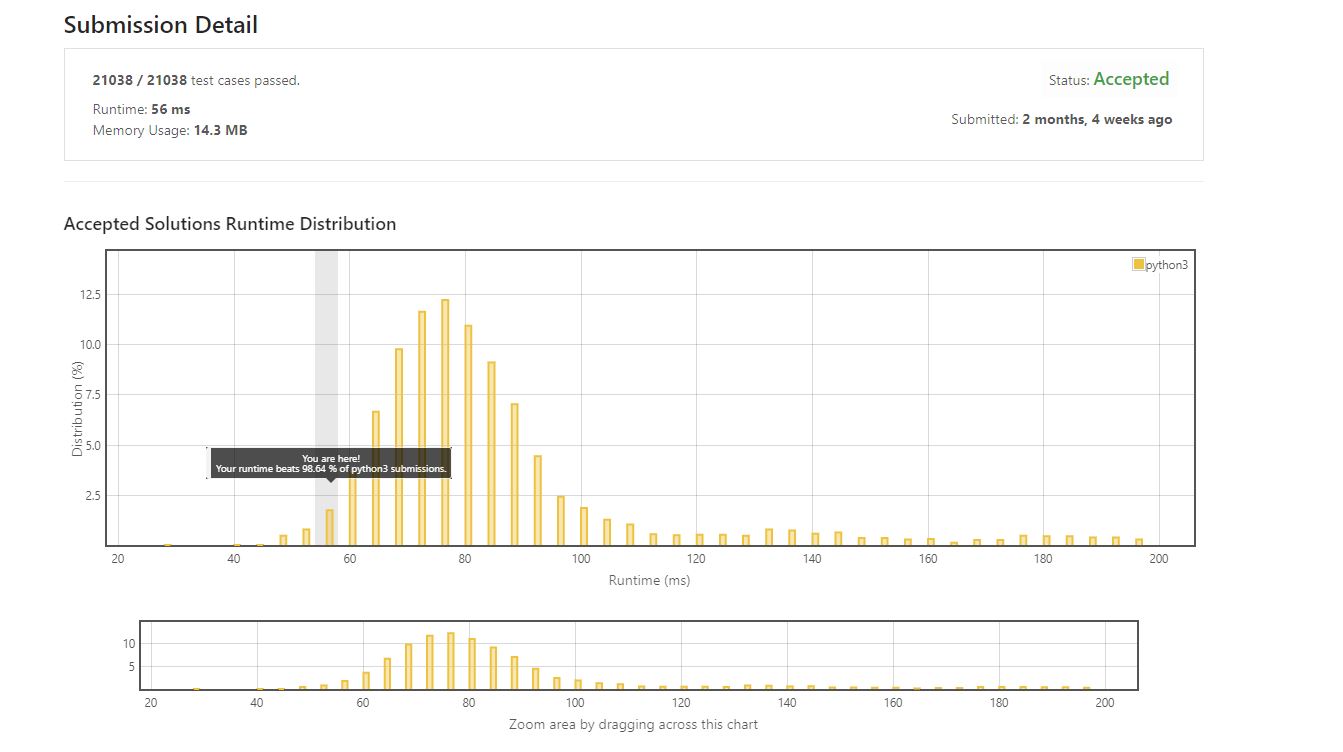 Submission Detail
21038 / 21038 test cases passed.
Status: Accepted
Runtime: 56 ms
Memory Usage: 14.3 MB
Submitted: 2 months, 4 weeks ago
Accepted Solutions Runtime Distribution
python3
12.5
10.0
7.5
5.0
2.5
Distribution (%)
You are here!
Your runtime beats 98.64 % of python3 submissions.
20 40 60 80 100 120 140 160 180 200
Runtime (ms)
10
5
20 40 60 80 100 120 140 160 180 200
Zoom area by dragging across this chart